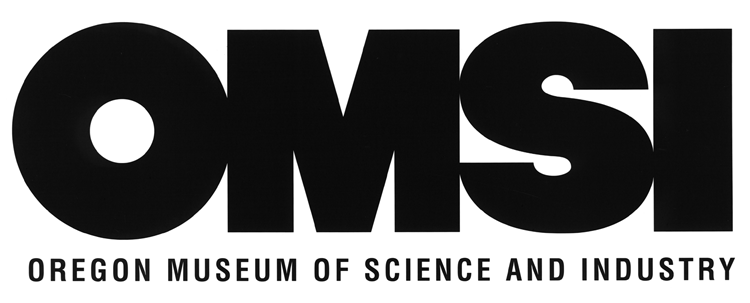 OMSI
OREGON MUSEUM OF SCIENCE AND INDUSTRY